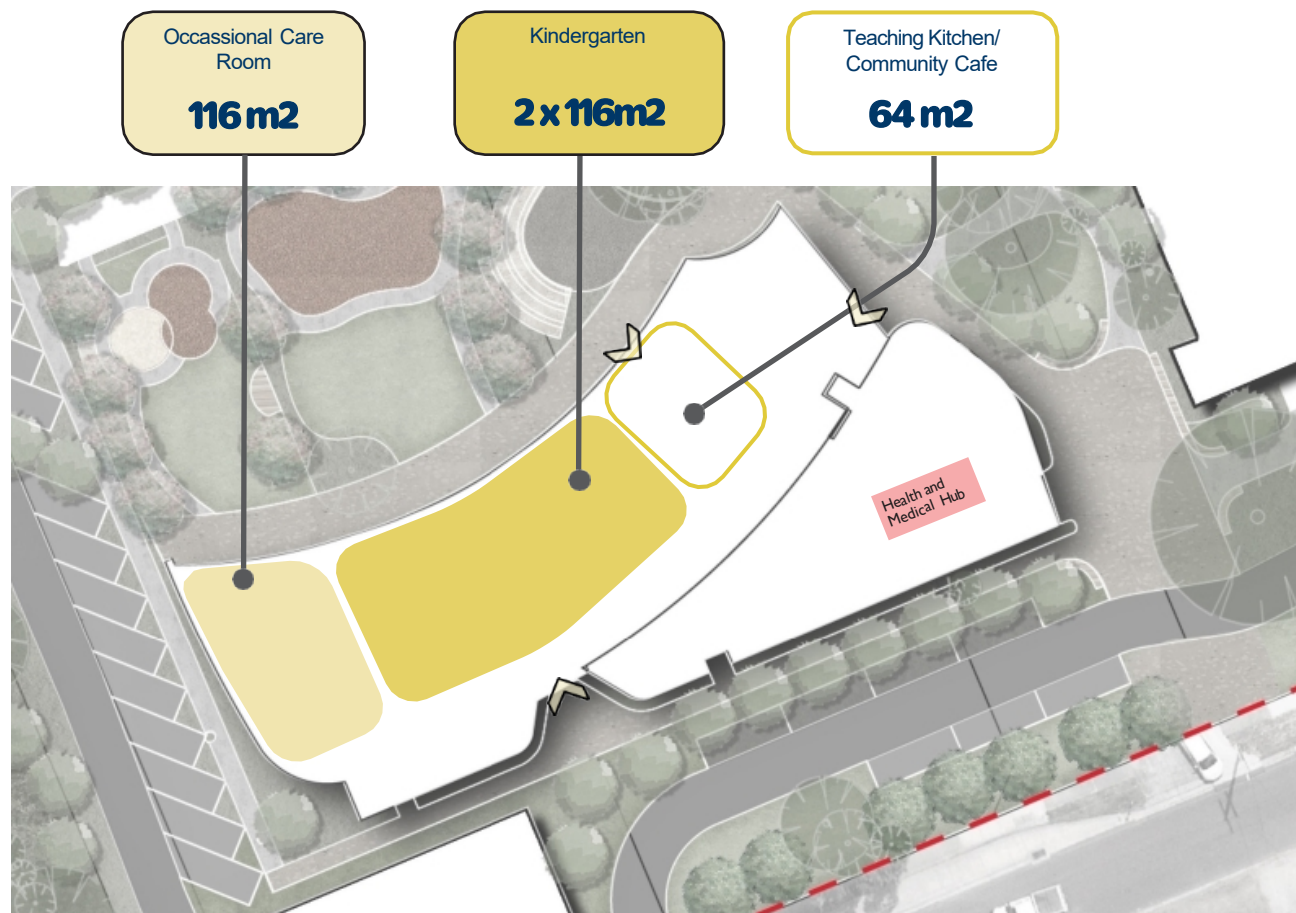 Occassional Care
Room
116 m2
Kindergarten
2 x 116m2
Teaching Kitchen/
Community Cafe
64 m2
Health and
Medical Hub